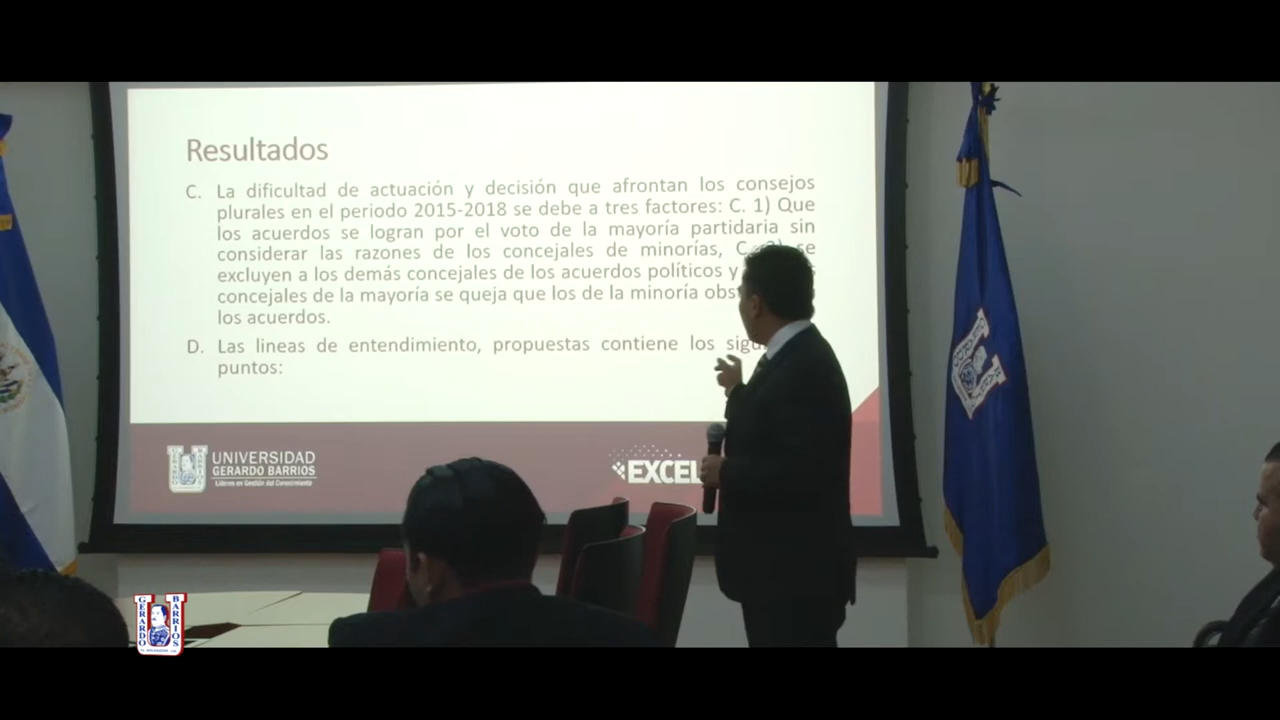 Resultados
C. La dificultad de actuación y decisión que afrontan los consejos
plurales en el periodo 2015-2018 se debe a tres factores: C. 1) Que
los acuerdos se logran por el voto de la mayoría partidaria sin
considerar las razones de los concejales de minorías, C. 2) se
excluyen a los demás concejales de los acuerdos políticos y
concejales de la mayoría se queja que los de la minoría
los acuerdos.
D. Las lineas de entendimiento, propuestas contiene los
puntos:
UNIVERSIDAD
GERARDO BARRIOS
Líderes en Gestión del Conocimiento
EXCEL
GERARDO
BARRIOS